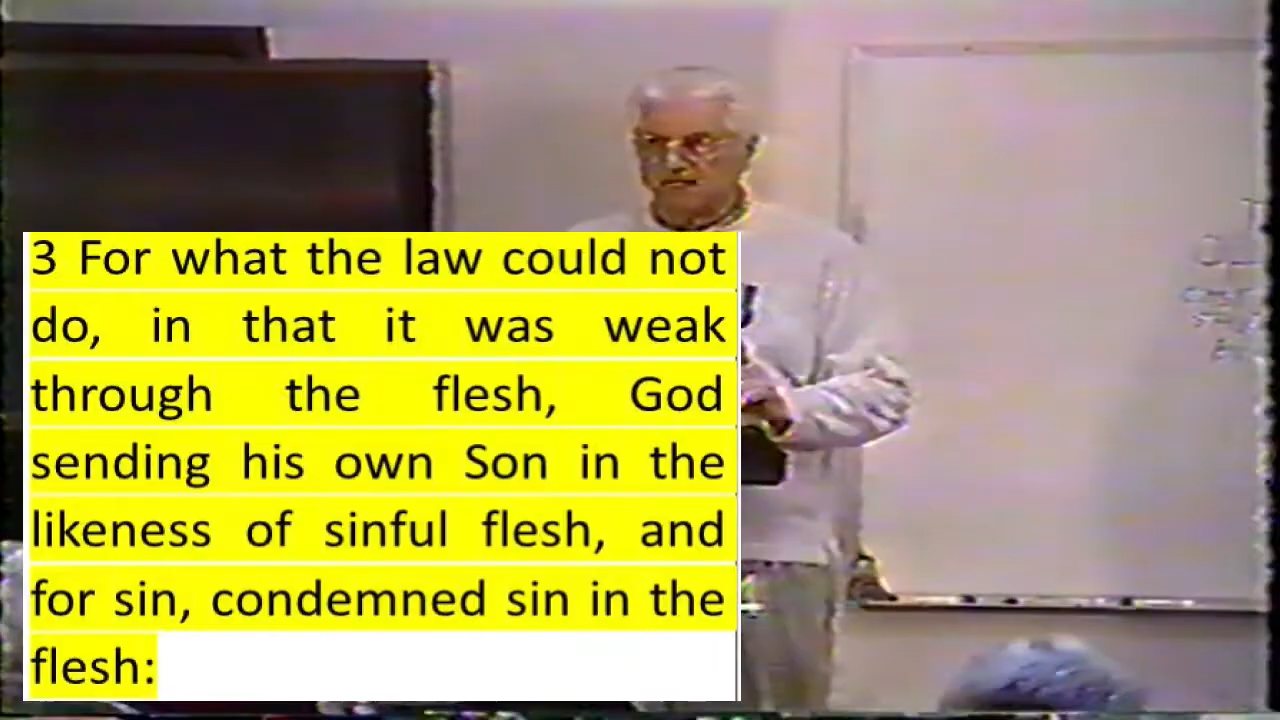 3 For what the law could not
do, in that it was weak
through the flesh, God
sending his own Son in the
likeness of sinful flesh, and
for sin, condemned sin in the
flesh: